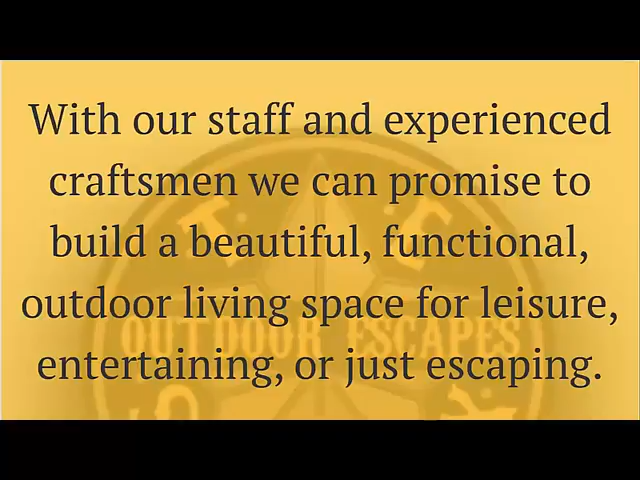 With our staff and experienced
craftsmen we can promise to
build a beautiful, functional,
outdoor living space for leisure,
entertaining, or just escaping.
OUTDOOR ESCAPES